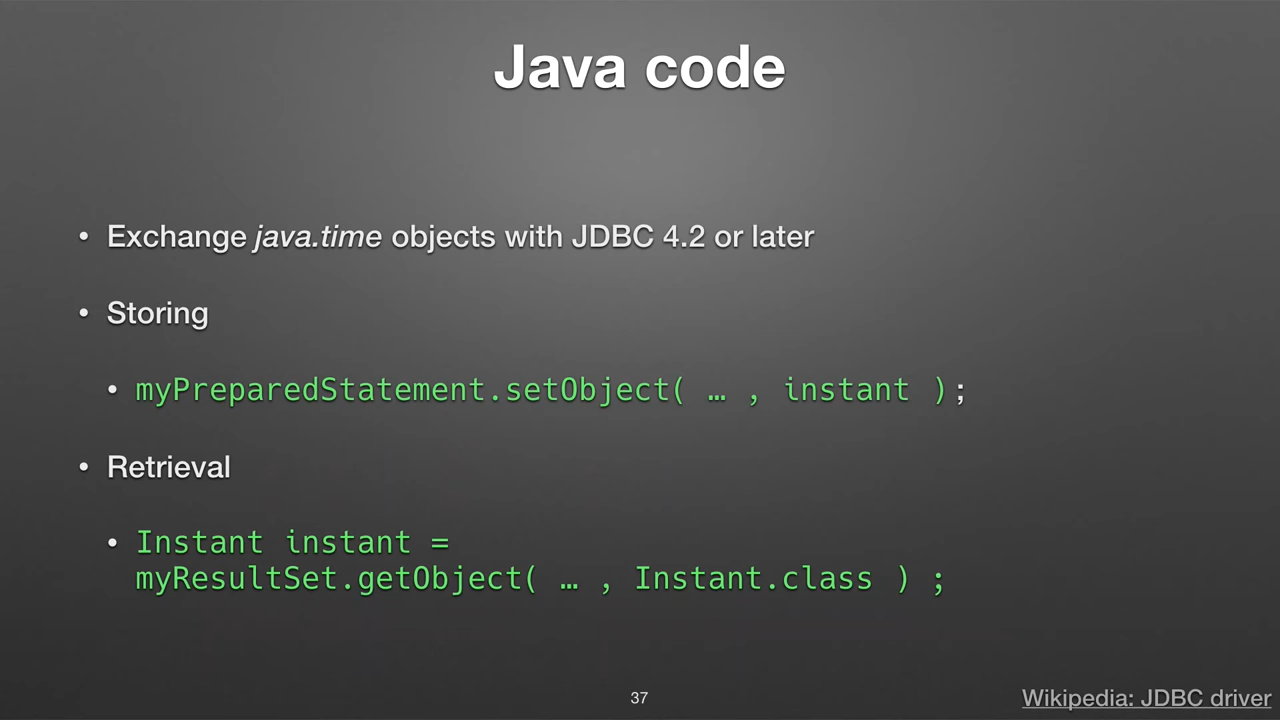 Java code
• Exchange java.time objects with JDBC 4.2 or later
• Storing
• myPreparedStatement.setObject( … , instant );
• Retrieval
• Instant instant =
myResultSet.getObject( … , Instant.class ) ;
37
Wikipedia: JDBC driver